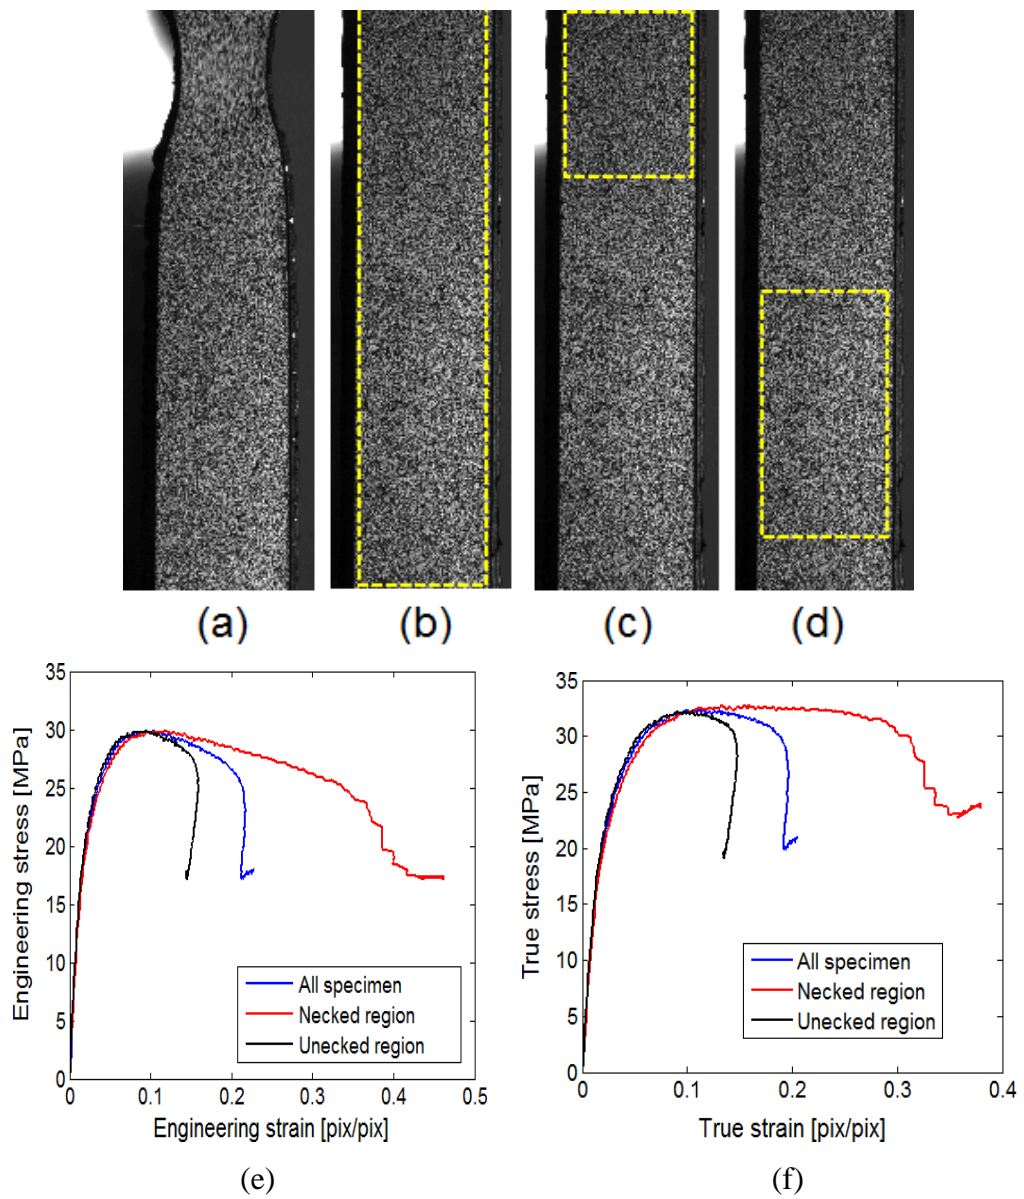 (a) (b) (c) (d)
35
30
25
20
15
10
5
0
0 0.1 0.2 0.3 0.4 0.5
Engineering stress [MPa]
Engineering strain [pix/pix]
All specimen
Necked region
Unecked region
(e)
35
30
25
20
15
10
5
0
0 0.1 0.2 0.3 0.4
True stress [MPa]
True strain [pix/pix]
All specimen
Necked region
Unecked region
(f)